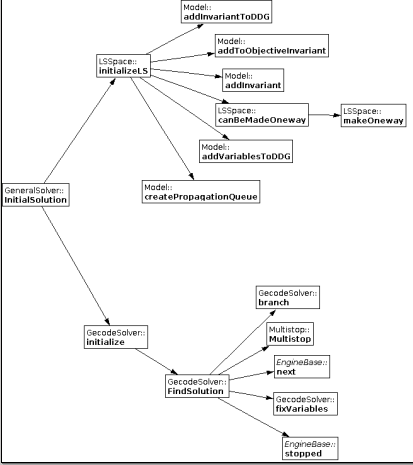 Model::
addInvariantToDDG
Model::
addToObjectiveInvariant
LSSpace::
initializeLS
Model::
addInvariant
LSSpace::
canBeMadeOneway
LSSpace::
makeOneway
Model::
addVariablesToDDG
Model::
createPropagationQueue
GeneralSolver::
InitialSolution
GecodeSolver::
branch
GecodeSolver::
initialize
Multistop::
Multistop
EngineBase::
next
GecodeSolver::
FindSolution
GecodeSolver::
fixVariables
EngineBase::
stopped